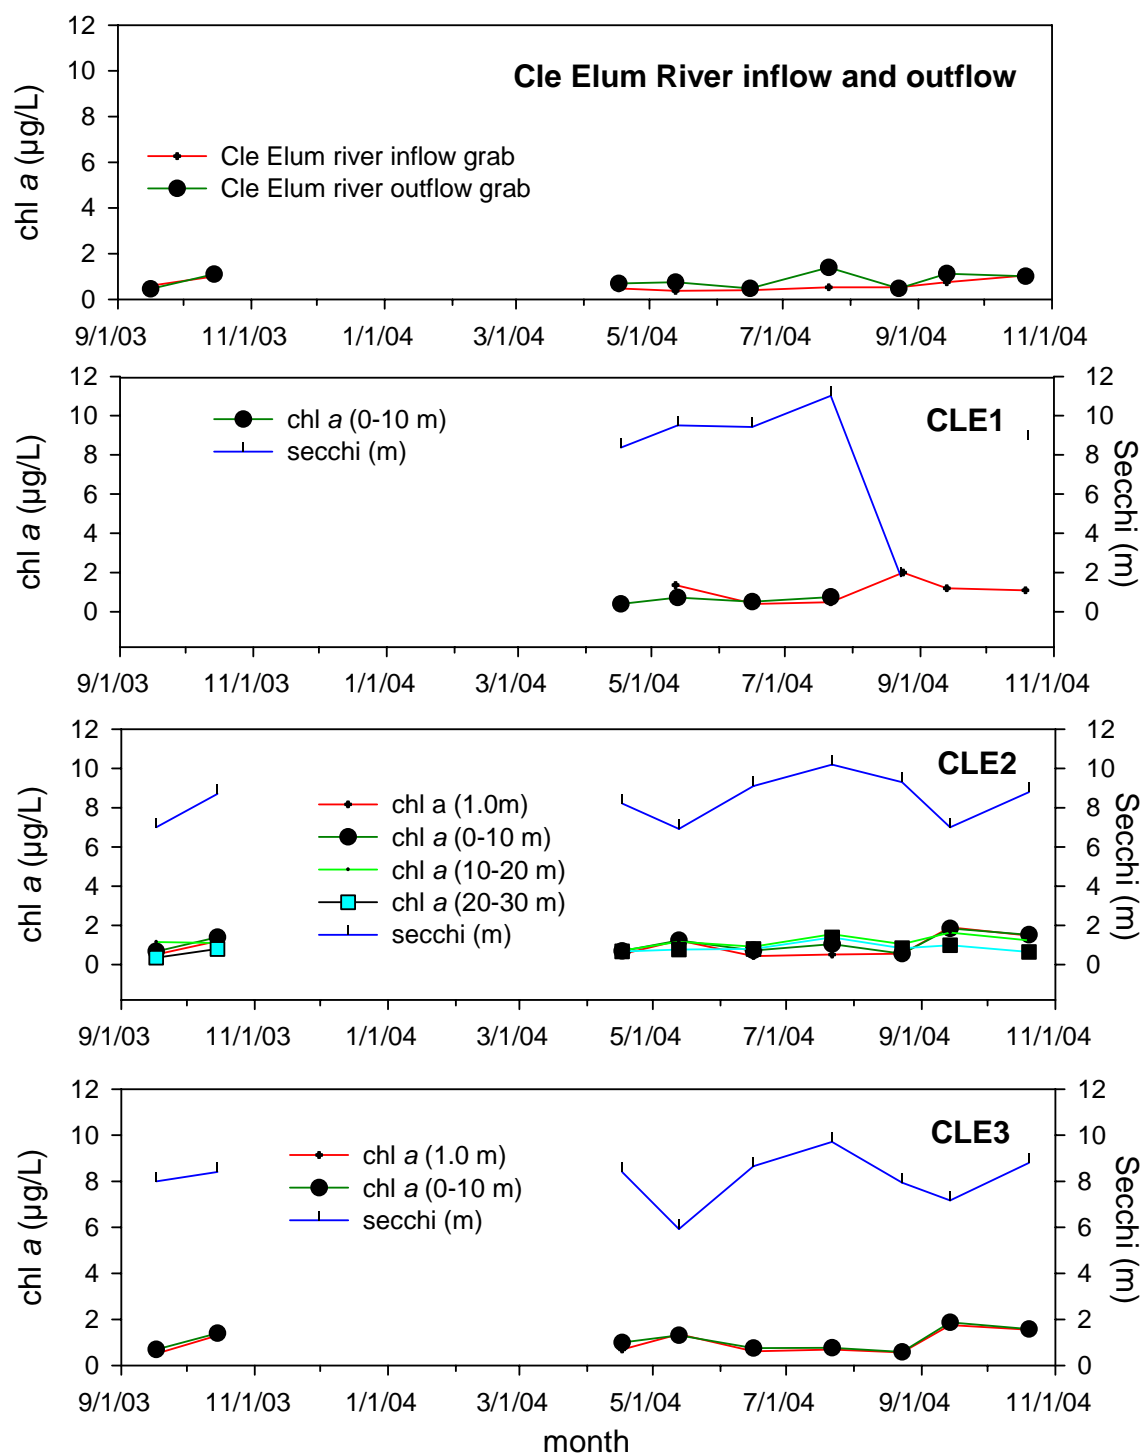 Cle Elum River inflow and outflow
chl a (µg/L)
12
10
8
6
4
2
0
Cle Elum river inflow grab
Cle Elum river outflow grab
9/1/03 11/1/03 1/1/04 3/1/04 5/1/04 7/1/04 9/1/04 11/1/04
CLE1
chl a (µg/L)
12
10
8
6
4
2
0
chl a (0-10 m)
secchi (m)
12
10
8
6
4
2
0
Secchi (m)
9/1/03 11/1/03 1/1/04 3/1/04 5/1/04 7/1/04 9/1/04 11/1/04
CLE2
chl a (µg/L)
12
10
8
6
4
2
0
chl a (1.0m)
chl a (0-10 m)
chl a (10-20 m)
chl a (20-30 m)
secchi (m)
12
10
8
6
4
2
0
Secchi (m)
9/1/03 11/1/03 1/1/04 3/1/04 5/1/04 7/1/04 9/1/04 11/1/04
CLE3
chl a (µg/L)
12
10
8
6
4
2
0
chl a (1.0 m)
chl a (0-10 m)
secchi (m)
12
10
8
6
4
2
0
Secchi (m)
9/1/03 11/1/03 1/1/04 3/1/04 5/1/04 7/1/04 9/1/04 11/1/04
month